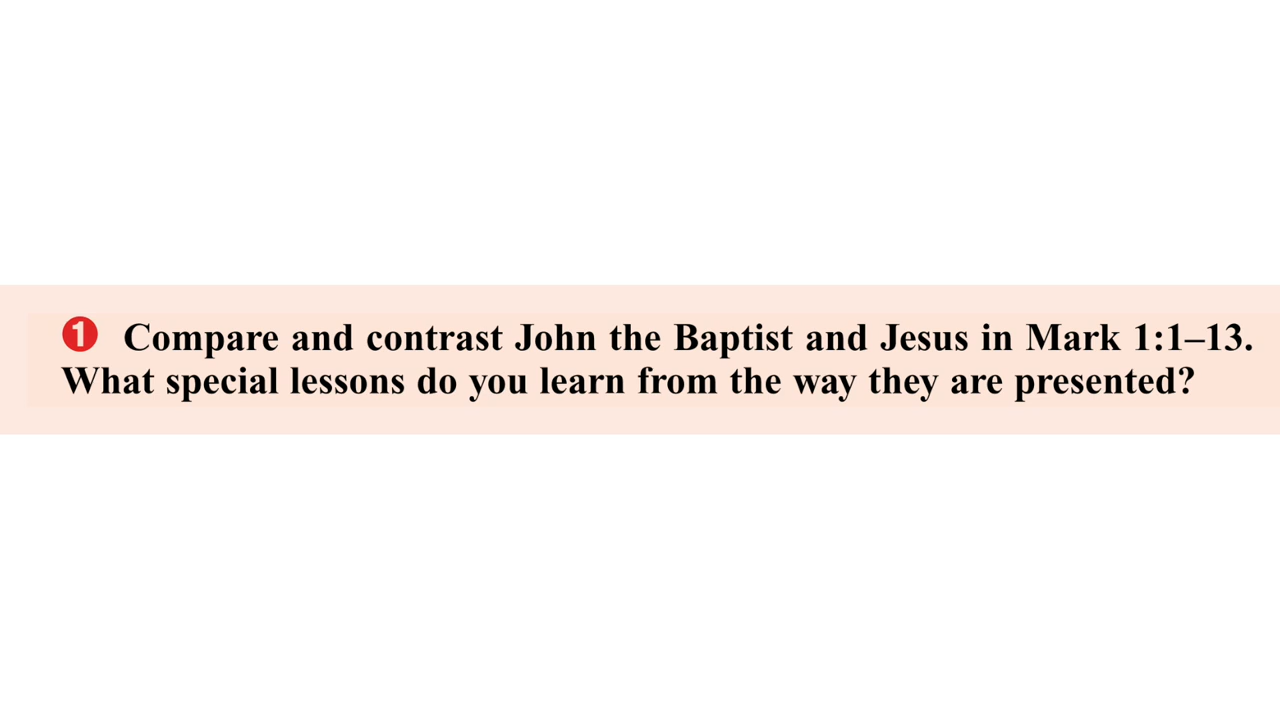 ❶ Compare and contrast John the Baptist and Jesus in Mark 1:1–13.
What special lessons do you learn from the way they are presented?